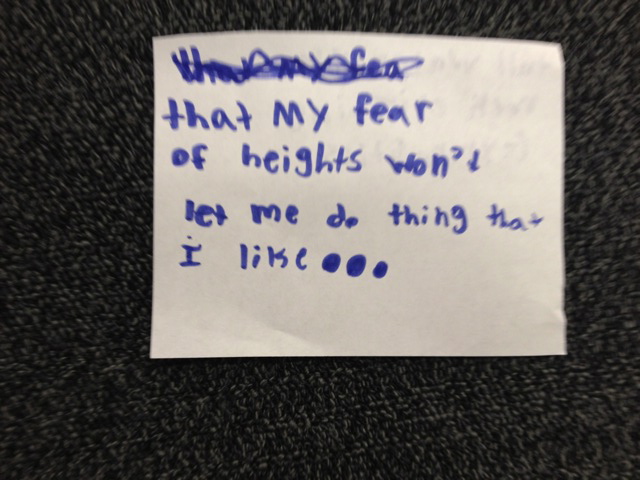 that my fear
of heights won't
let me do thing that
I like...